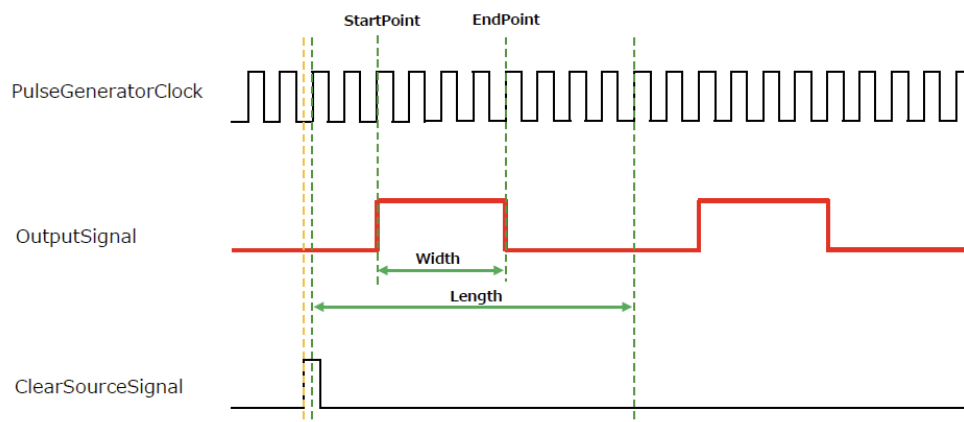 StartPoint
EndPoint
PulseGeneratorClock
OutputSignal
Width
Length
ClearSourceSignal